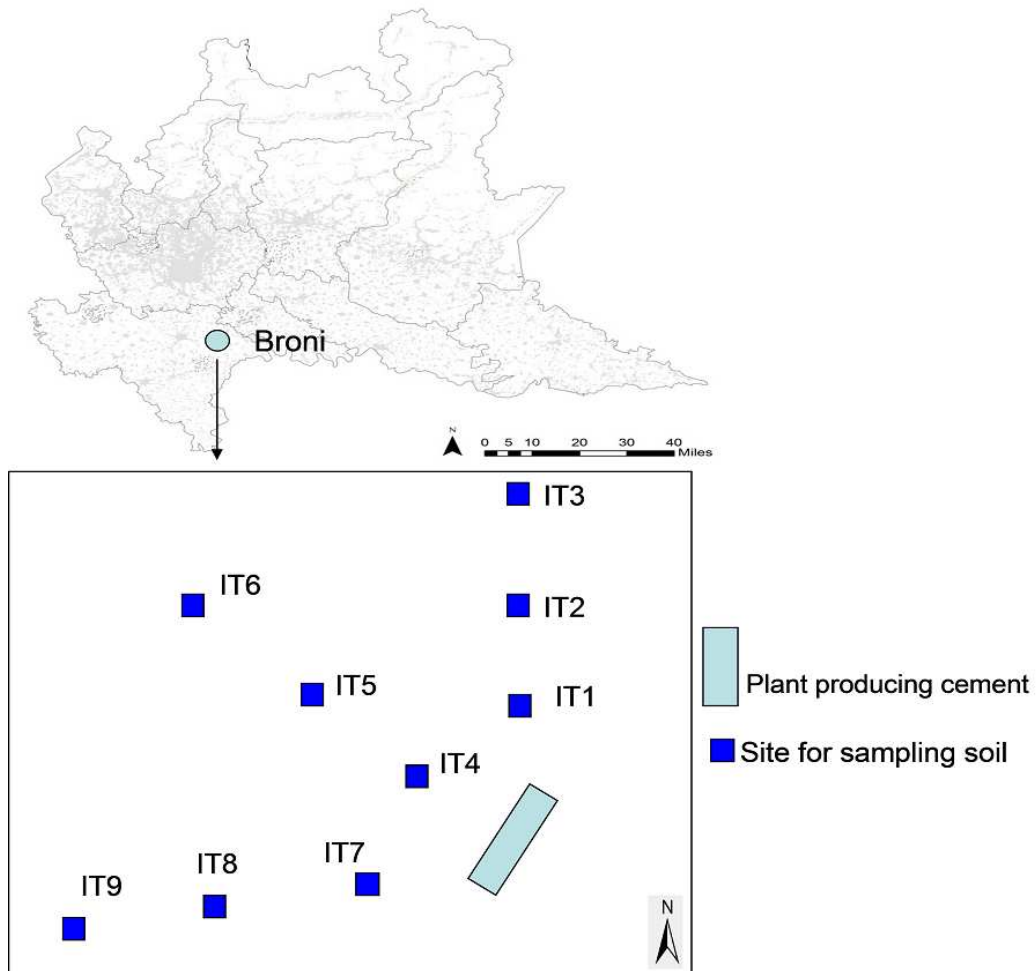 Broni
N
0 5 10 20 30 40
Miles
IT3
IT6
IT2
IT5
IT1
Plant producing cement
Site for sampling soil
IT4
IT7
IT8
IT9
N